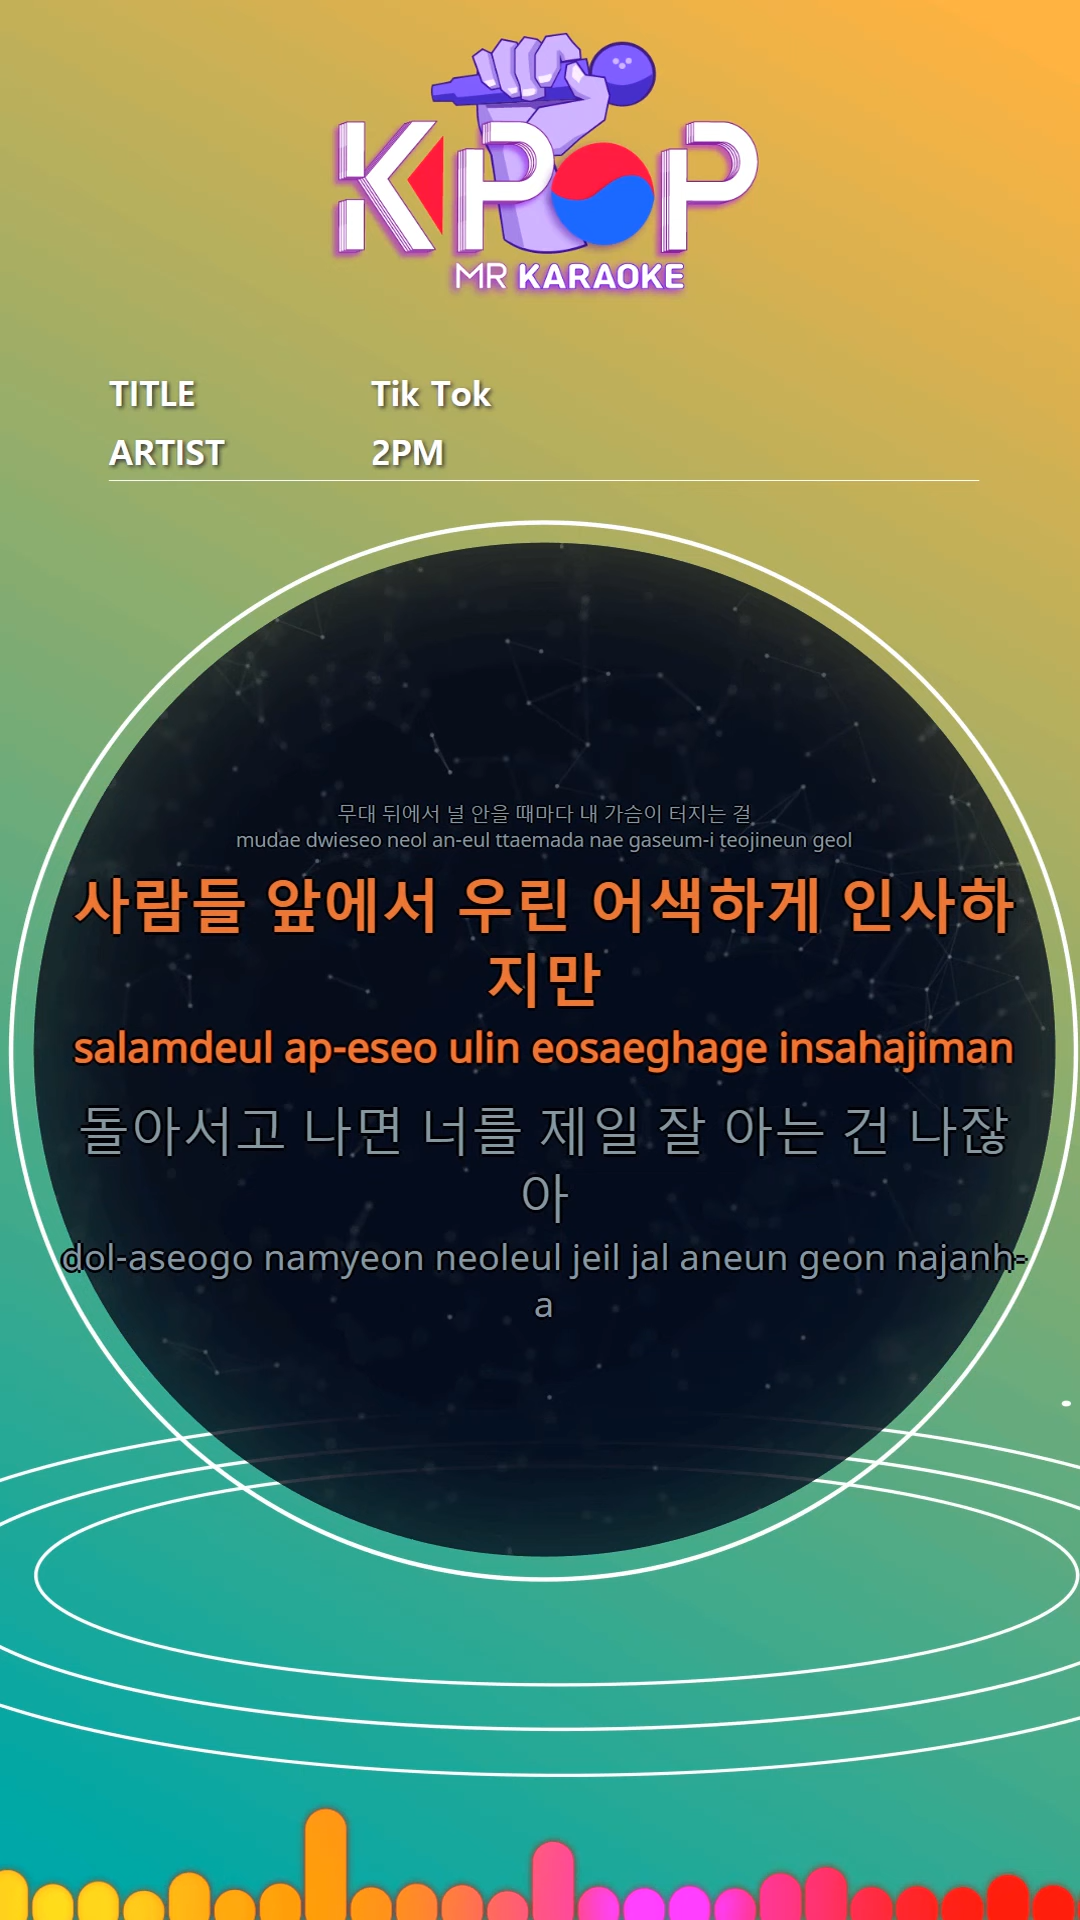 KPOP
MR KARAOKE
TITLE Tik Tok
ARTIST 2PM
무대 뒤에서 널 안을 때마다 내 가슴이 터지는 걸
mudae dwieseo neol an-eul ttaemada nae gaseum-i teojineun geol
사람들 앞에서 우린 어색하게 인사하
지만
salamdeul ap-eseo ulin eosaeghage insahajiman
돌아서고 나면 너를 제일 잘 아는 건 나잖
아
dol-aseogo namyeon neoleul jeil jal aneun geon najanh-
a